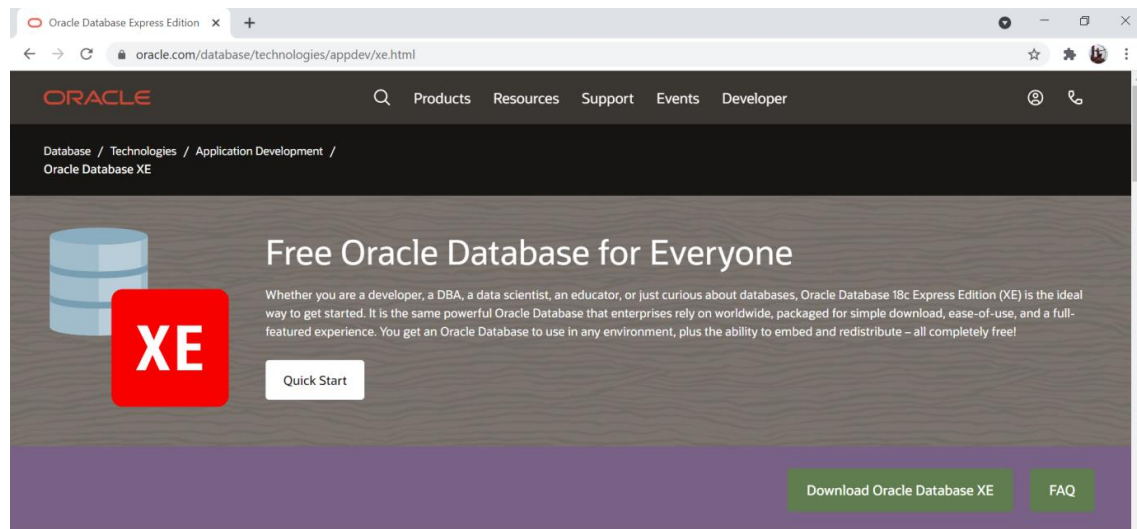 Oracle Database Express Edition
oracle.com/database/technologies/appdev/xe.html
ORACLE
Products Resources Support Events Developer
Database / Technologies / Application Development /
Oracle Database XE
XE
Free Oracle Database for Everyone
Whether you are a developer, a DBA, a data scientist, an educator, or just curious about databases, Oracle Database 18c Express Edition (XE) is the ideal
way to get started. It is the same powerful Oracle Database that enterprises rely on worldwide, packaged for simple download, ease-of-use, and a full-
featured experience. You get an Oracle Database to use in any environment, plus the ability to embed and redistribute – all completely free!
Quick Start
Download Oracle Database XE FAQ